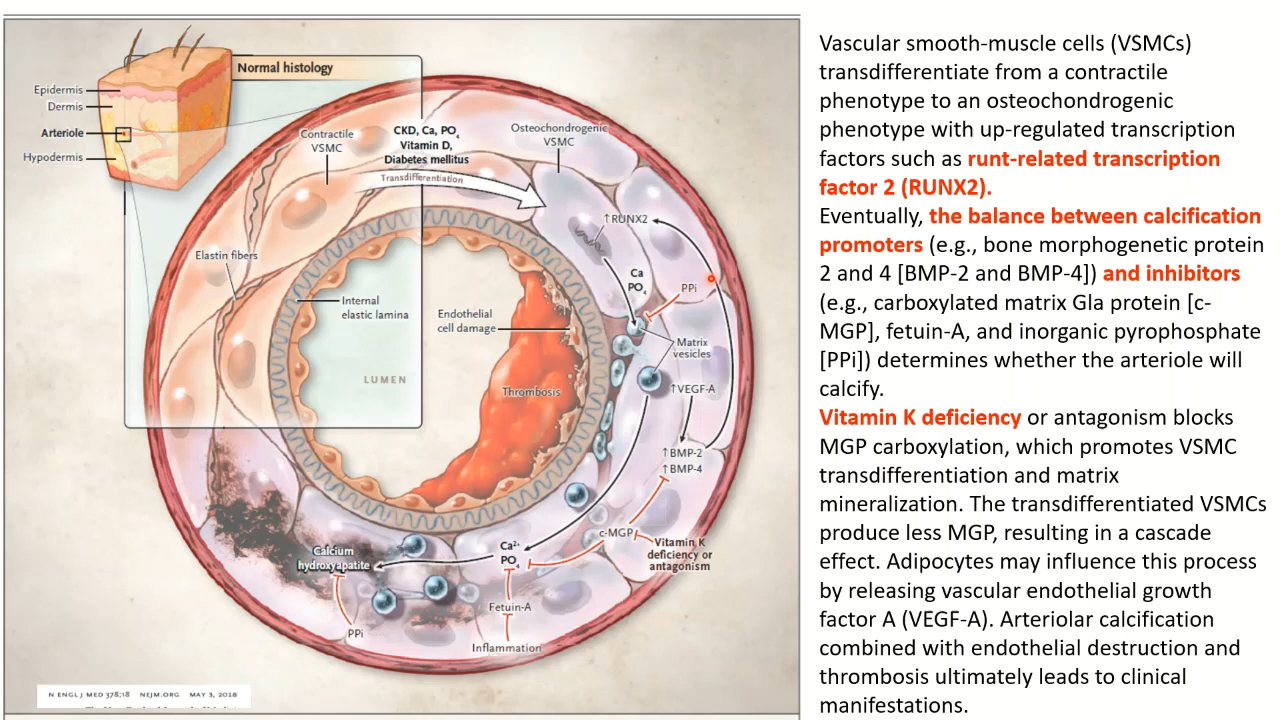 Normal histology
Epidermis
Dermis
Arteriole
Hypodermis
Contractile
VSMC
CKD, Ca, PO4
Vitamin D,
Diabetes mellitus
Transdifferentiation
Osteochondrogenic
VSMC
↑RUNX2
Elastin fibers
Ca
PO4
PPi
Internal
elastic lamina
Endothelial
cell damage
Matrix
vesicles
LUMEN
Thrombosis
↑VEGF-A
↑BMP-2
↑BMP-4
c-MGP
Vitamin K
deficiency or
antagonism
Calcium
hydroxyapatite
Ca2+
PO4
Fetuin-A
PPi
Inflammation
N ENGL J MED 378;18 NEJM.ORG MAY 3, 2018
Vascular smooth-muscle cells (VSMCs)
transdifferentiate from a contractile
phenotype to an osteochondrogenic
phenotype with up-regulated transcription
factors such as runt-related transcription
factor 2 (RUNX2).
Eventually, the balance between calcification
promoters (e.g., bone morphogenetic protein
2 and 4 [BMP-2 and BMP-4]) and inhibitors
(e.g., carboxylated matrix Gla protein [c-
MGP], fetuin-A, and inorganic pyrophosphate
[PPi]) determines whether the arteriole will
calcify.
Vitamin K deficiency or antagonism blocks
MGP carboxylation, which promotes VSMC
transdifferentiation and matrix
mineralization. The transdifferentiated VSMCs
produce less MGP, resulting in a cascade
effect. Adipocytes may influence this process
by releasing vascular endothelial growth
factor A (VEGF-A). Arteriolar calcification
combined with endothelial destruction and
thrombosis ultimately leads to clinical
manifestations.